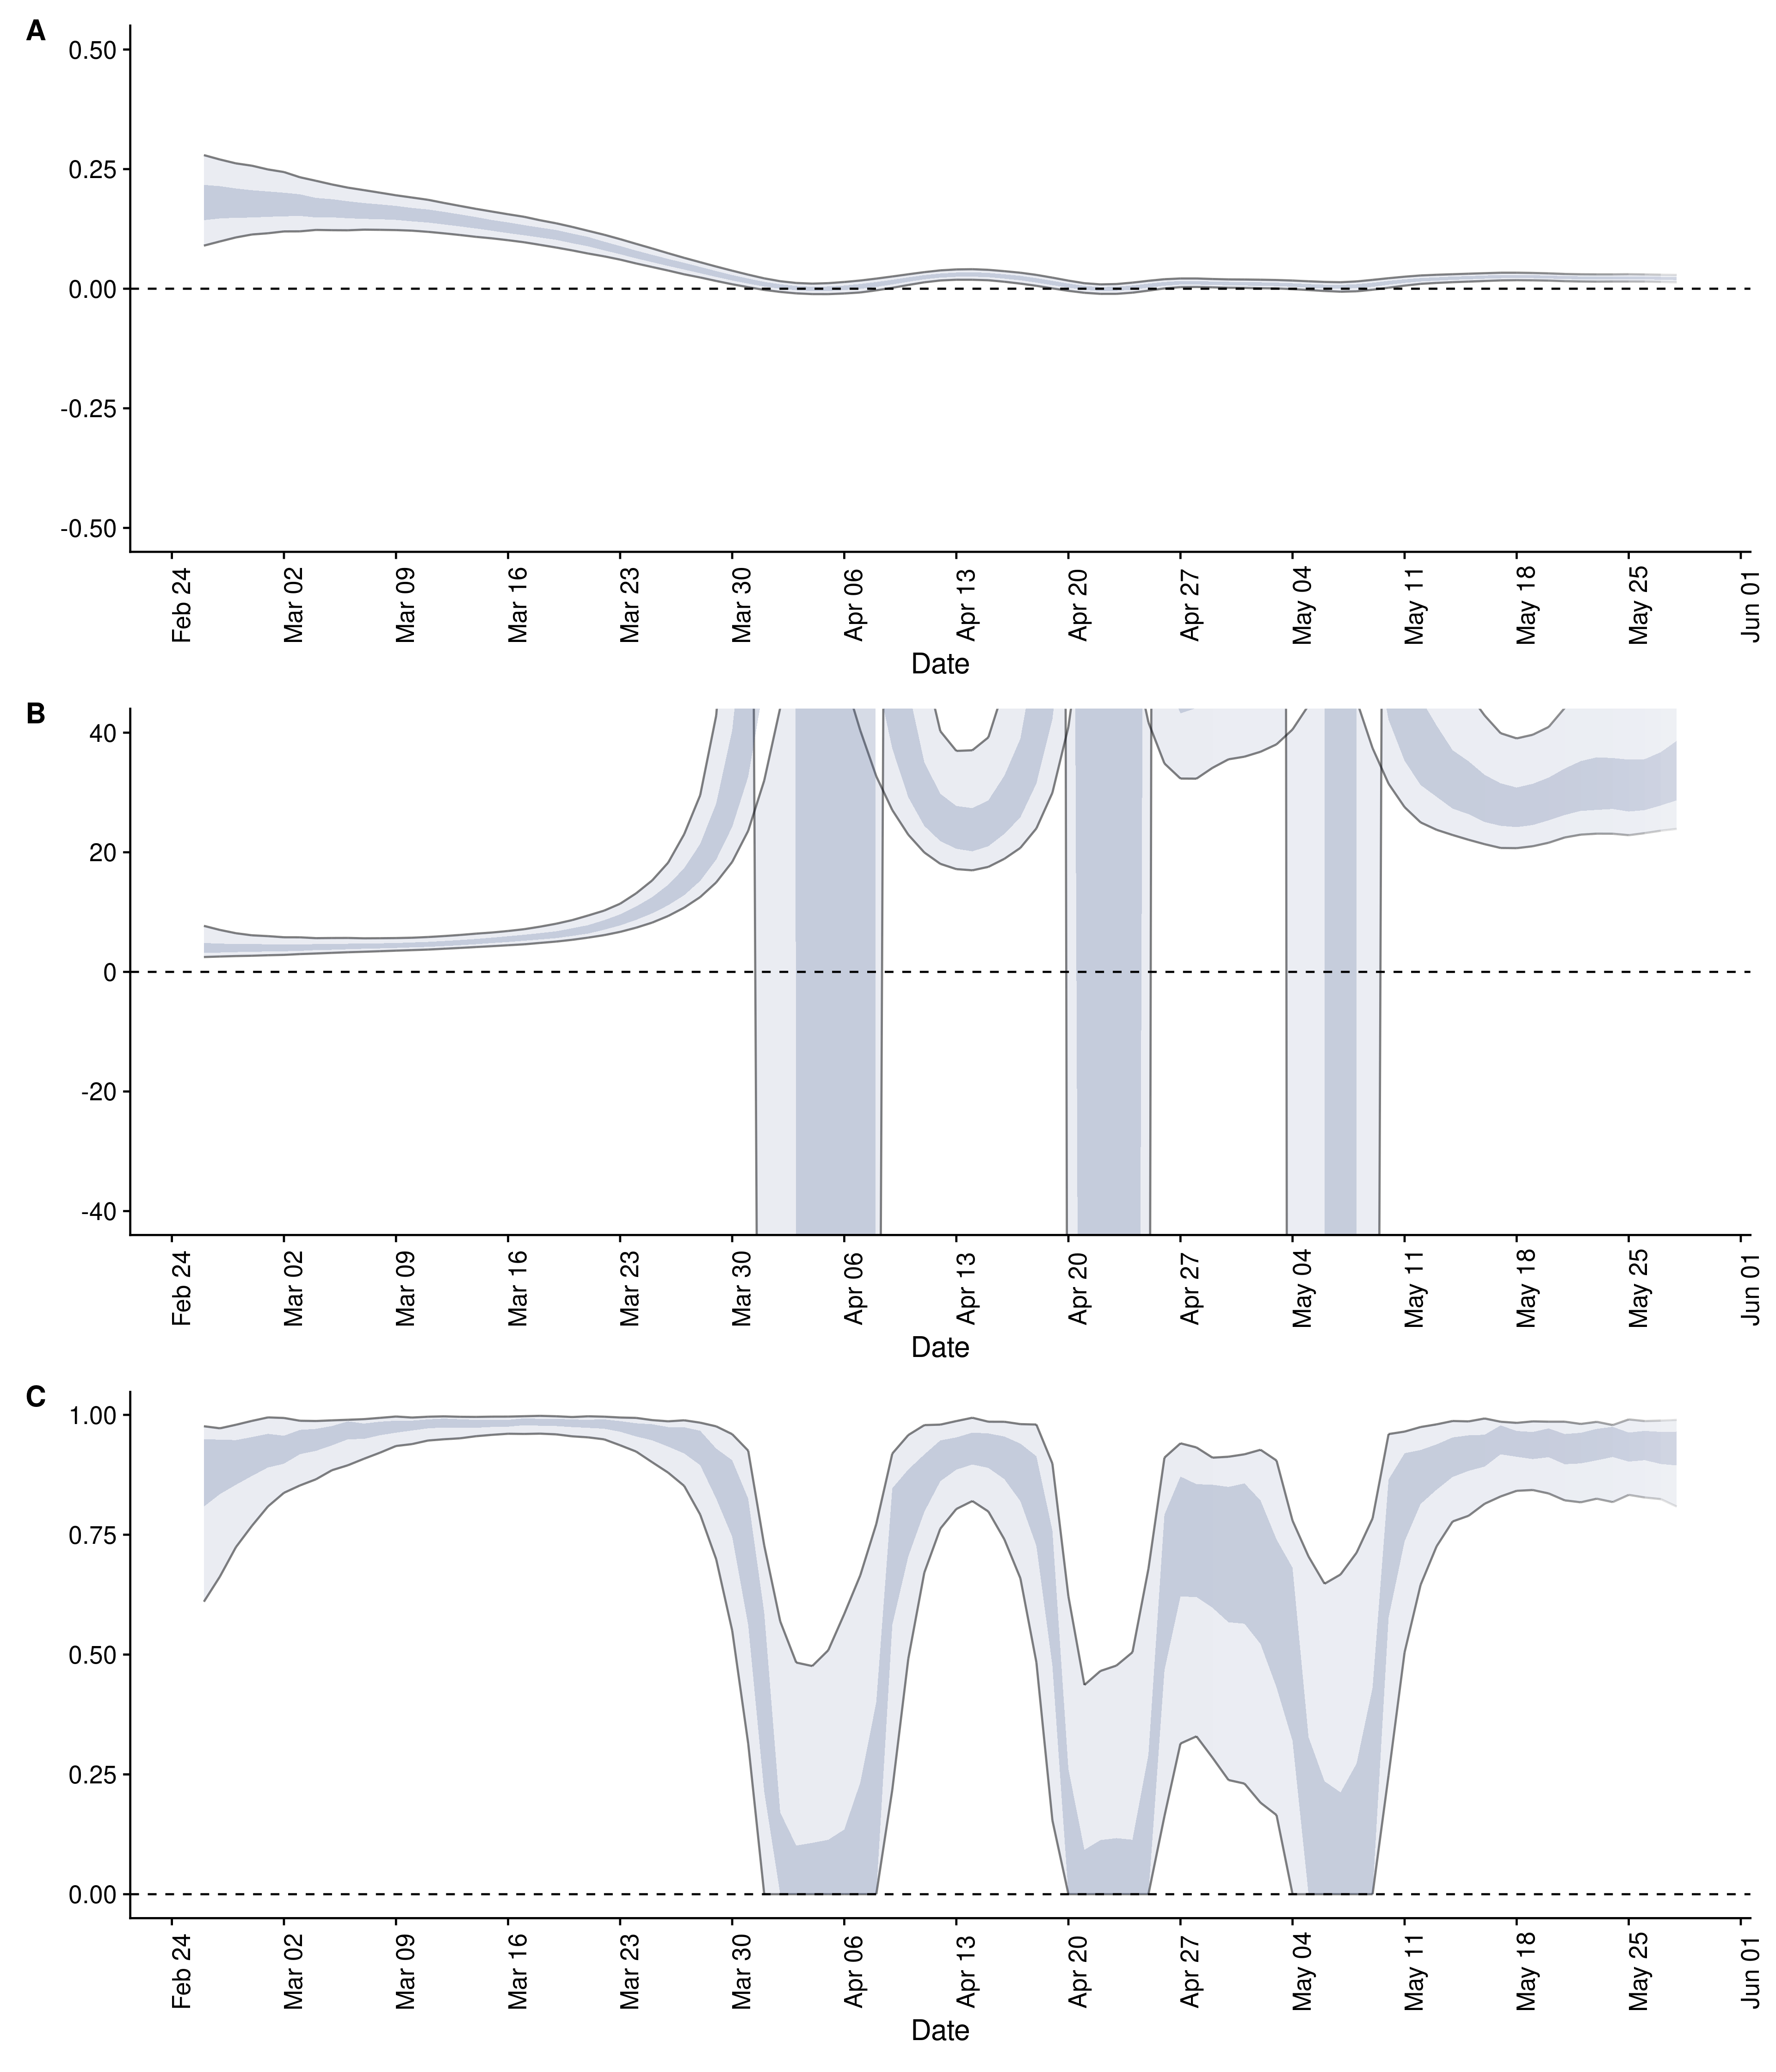 A
0.50
0.25
0.00
-0.25
-0.50
Feb 24
Mar 02
Mar 09
Mar 16
Mar 23
Mar 30
Apr 06
Apr 13
Apr 20
Apr 27
May 04
May 11
May 18
May 25
Jun 01
Date
B
40
20
0
-20
-40
Feb 24
Mar 02
Mar 09
Mar 16
Mar 23
Mar 30
Apr 06
Apr 13
Apr 20
Apr 27
May 04
May 11
May 18
May 25
Jun 01
Date
C
1.00
0.75
0.50
0.25
0.00
Feb 24
Mar 02
Mar 09
Mar 16
Mar 23
Mar 30
Apr 06
Apr 13
Apr 20
Apr 27
May 04
May 11
May 18
May 25
Jun 01
Date